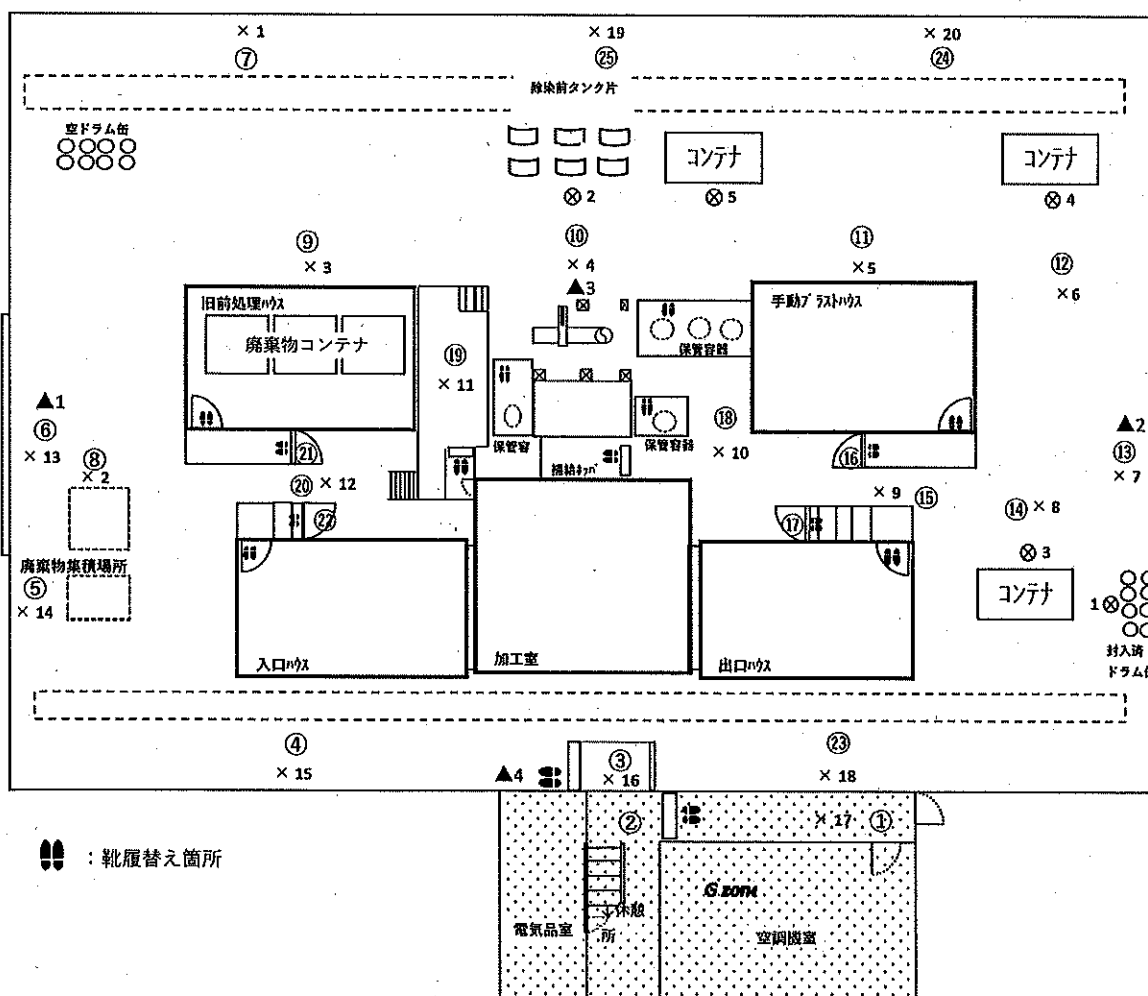 × 1
× 19
× 20
⑦
㉕
㉔
除染前タンク片
空ドラム缶
コンテナ
コンテナ
⊗ 2
⊗ 5
⊗ 4
⑨
⑩
⑪
⑫
× 3
× 4
× 5
× 6
▲3
旧前処理ハウス
手動ブラストハウス
廃棄物コンテナ
保管容器
⑲
× 11
▲1
⑥
× 13
⑧
× 2
⑱
× 10
▲2
⑬
× 7
保管容
保管容器
補給ホッパ
㉑
⑯
⑳
× 12
× 9
⑮
⑭
× 8
㉒
⑰
⊗ 3
廃棄物集積場所
⑤
× 14
コンテナ
1⊗
封入済
ドラム缶
入口ハウス
加工室
出口ハウス
④
× 15
③
× 16
㉓
× 18
▲4
②
× 17
①
：靴履替え箇所
G zone
休憩
所
電気品室
空調機室